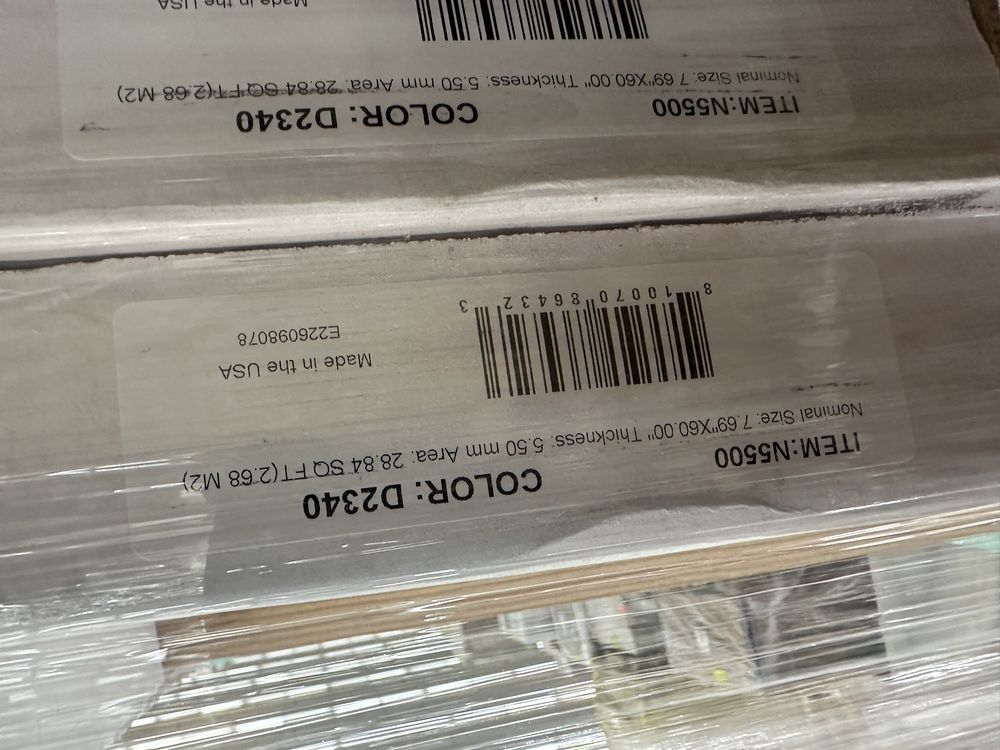 ITEM:N5500 COLOR: D2340
Nominal Size: 7.69"X60.00" Thickness: 5.50 mm Area: 28.84 SQ FT(2.68 M2)
Made in the USA
E226098078
8 10070 86432 3
ITEM:N5500 COLOR: D2340
Nominal Size: 7.69"X60.00" Thickness: 5.50 mm Area: 28.84 SQ FT(2.68 M2)
Made in the USA